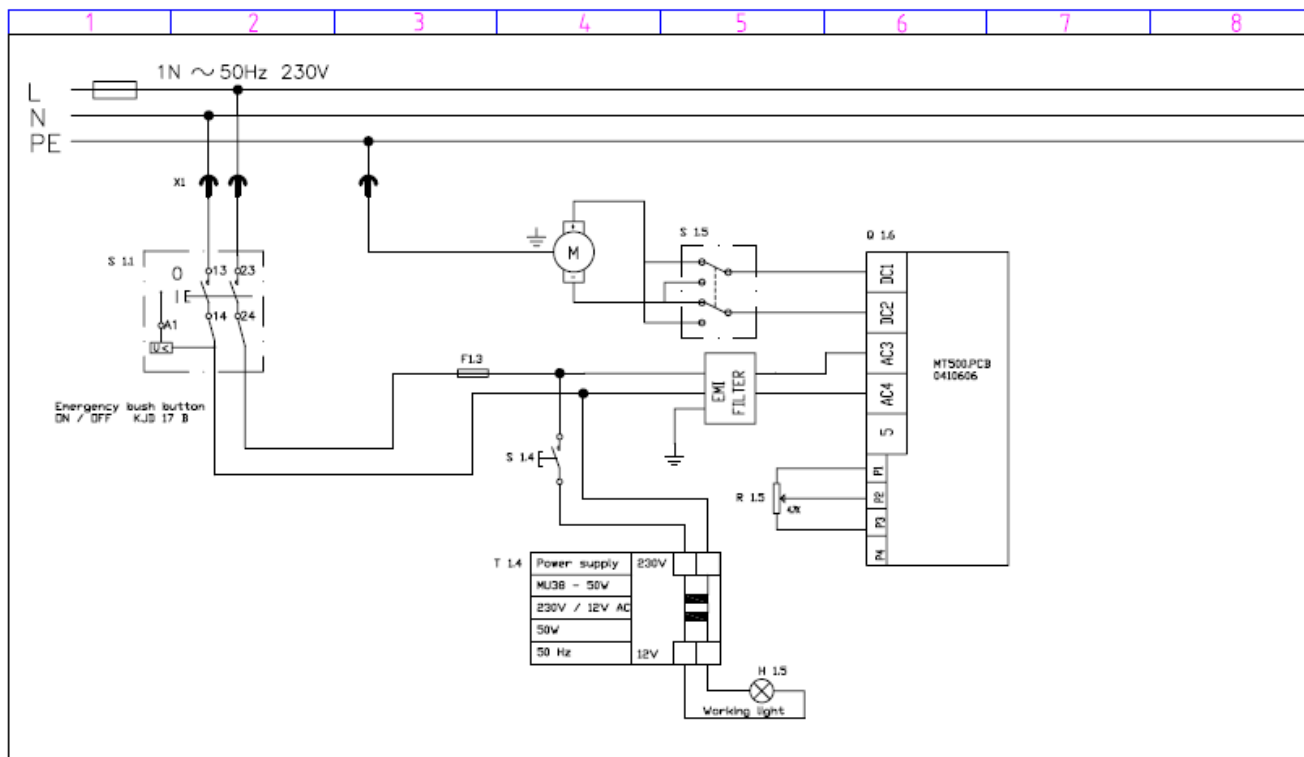 1 2 3 4 5 6 7 8
1N ~ 50Hz 230V
L
N
PE
X1
S 1.1
0
13 23
14 24
A1
U<
Emergency bush button
ON / OFF KJD 17 B
M
S 1.5
Q 1.6
DC1
DC2
AC3
AC4
5
P1
P2
P3
P4
MT500.PCB
0410606
F1.3
EMI
FILTER
S 1.4
R 1.5
4.7K
T 1.4
Power supply 230V
MU38 - 50W
230V / 12V AC
50W
50 Hz 12V
H 1.5
Working light